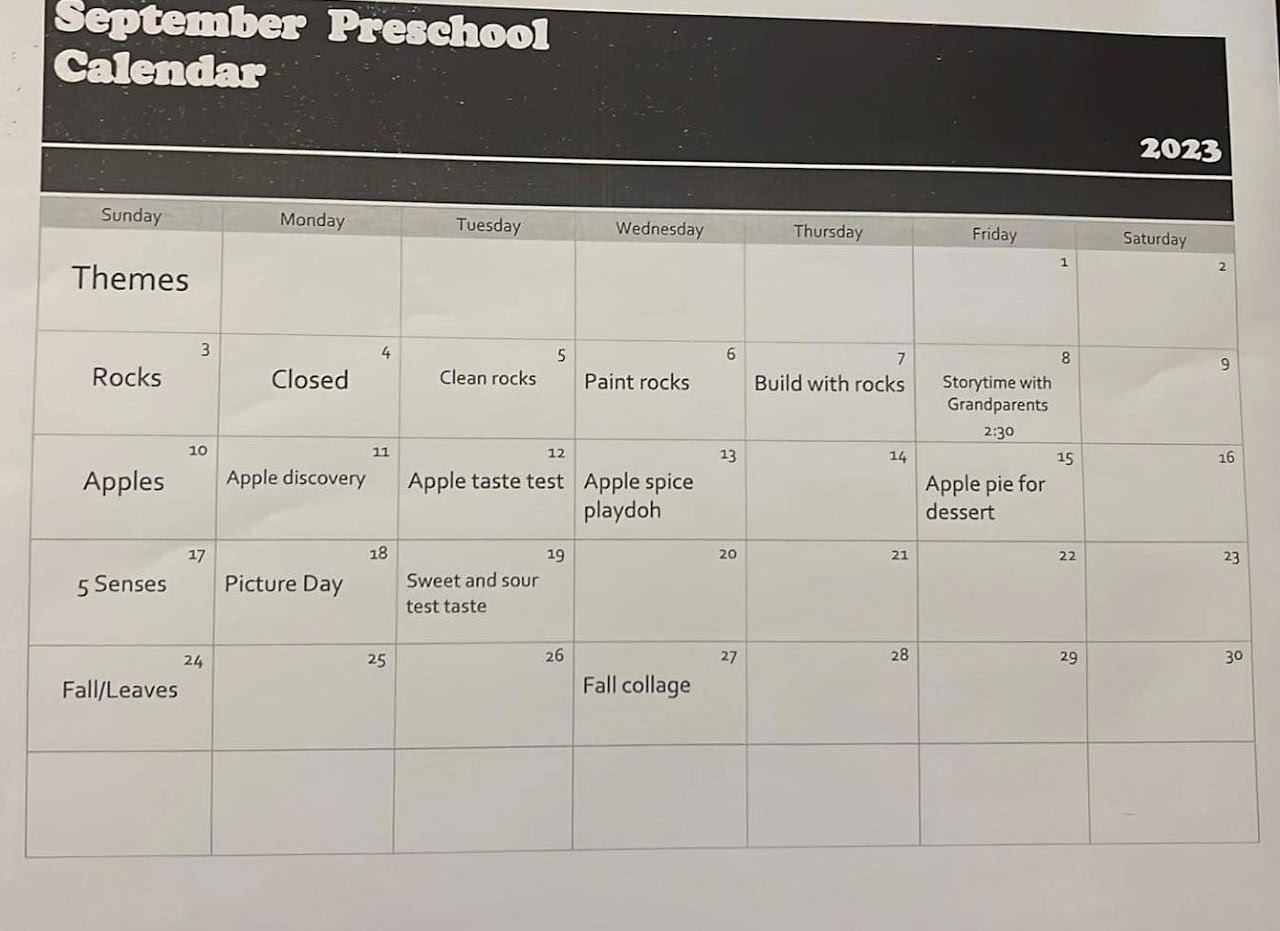 September Preschool
Calendar
2023
Sunday Monday Tuesday Wednesday Thursday Friday Saturday
Themes
1
2
3
Rocks
4
Closed
5
Clean rocks
6
Paint rocks
7
Build with rocks
8
Storytime with
Grandparents
2:30
9
10
Apples
11
Apple discovery
12
Apple taste test
13
Apple spice
playdoh
14
15
Apple pie for
dessert
16
17
5 Senses
18
Picture Day
19
Sweet and sour
test taste
20
21
22
23
24
Fall/Leaves
25
26
27
Fall collage
28
29
30